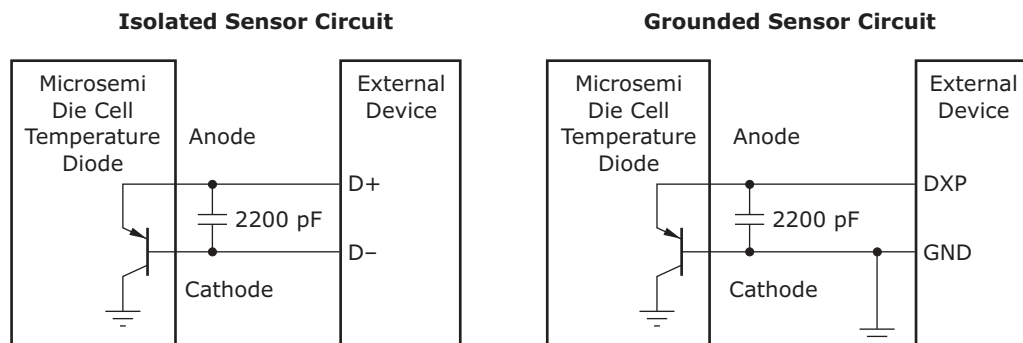 Isolated Sensor Circuit
Microsemi
Die Cell
Temperature
Diode
Anode
External
Device
D+
2200 pF
D−
Cathode
Grounded Sensor Circuit
Microsemi
Die Cell
Temperature
Diode
Anode
External
Device
DXP
2200 pF
GND
Cathode